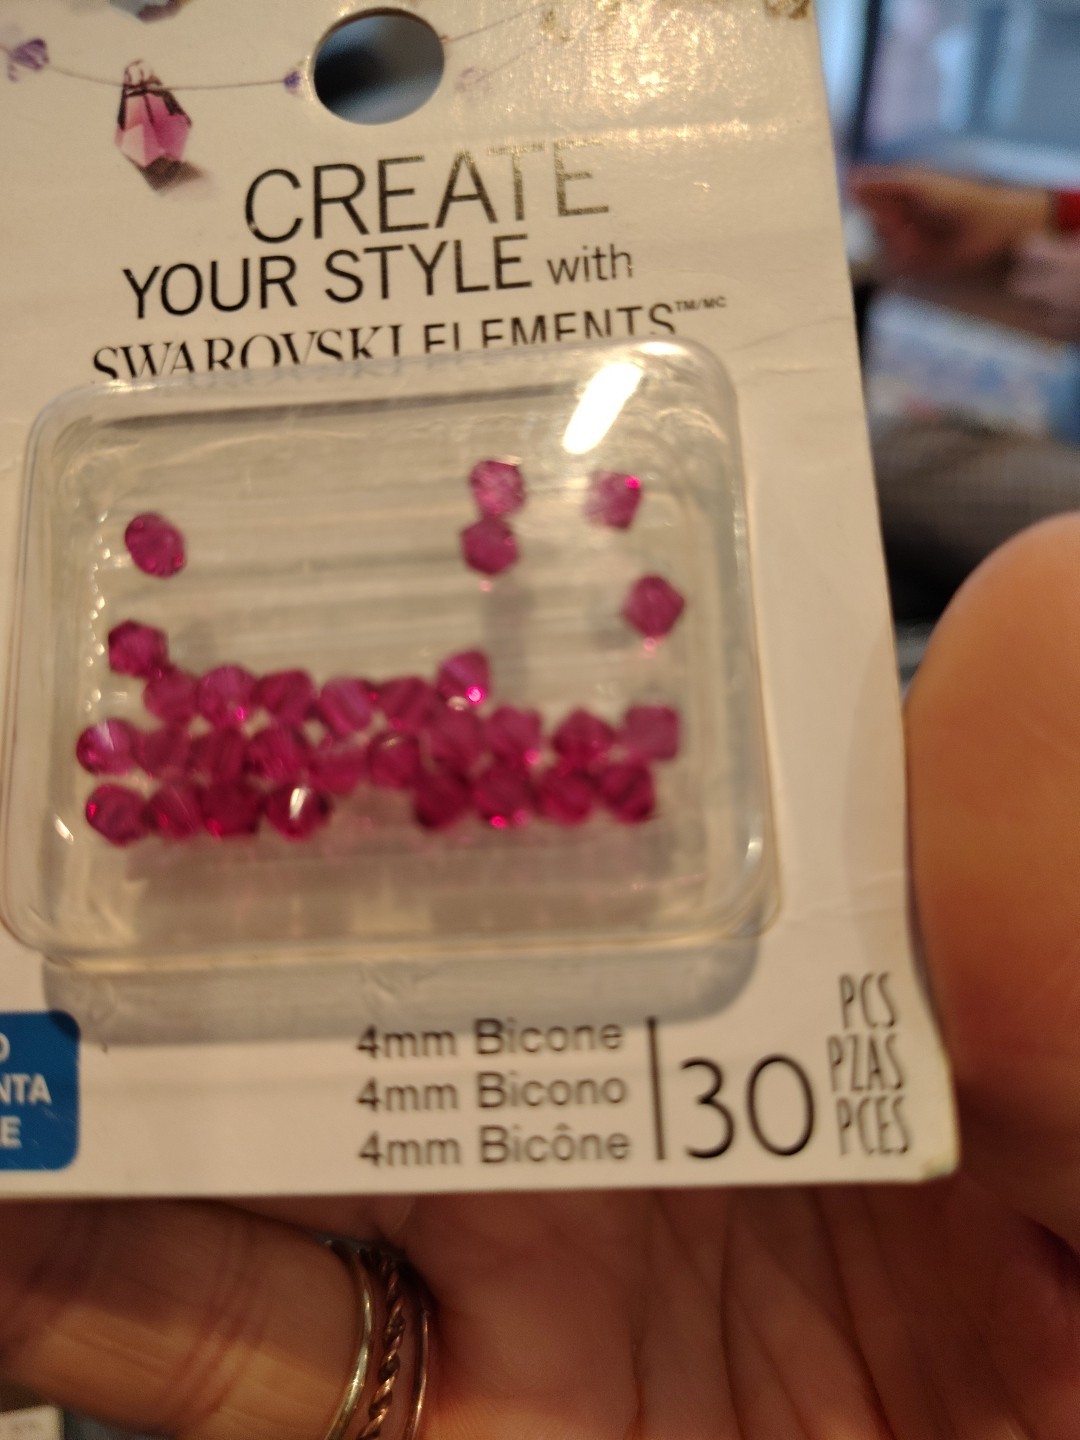 CREATE
YOUR STYLE with
SWAROVSKI ELEMENTS™/MC
4mm Bicone
4mm Bicono
4mm Bicône
30
PCS
PZAS
PCES